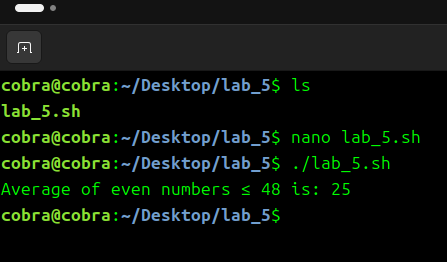 cobra@cobra:~/Desktop/lab_5$ ls
lab_5.sh
cobra@cobra:~/Desktop/lab_5$ nano lab_5.sh
cobra@cobra:~/Desktop/lab_5$ ./lab_5.sh
Average of even numbers ≤ 48 is: 25
cobra@cobra:~/Desktop/lab_5$